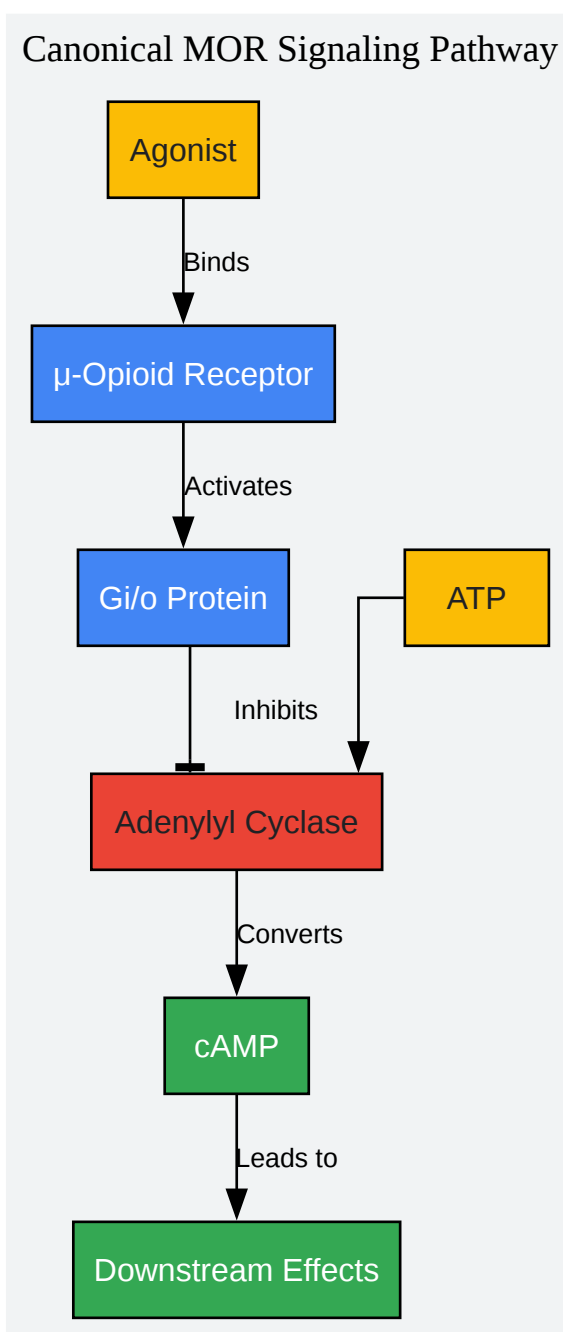 Canonical MOR Signaling Pathway
Agonist
Binds
μ-Opioid Receptor
Activates
Gi/o Protein
ATP
Inhibits
Adenylyl Cyclase
Converts
cAMP
Leads to
Downstream Effects